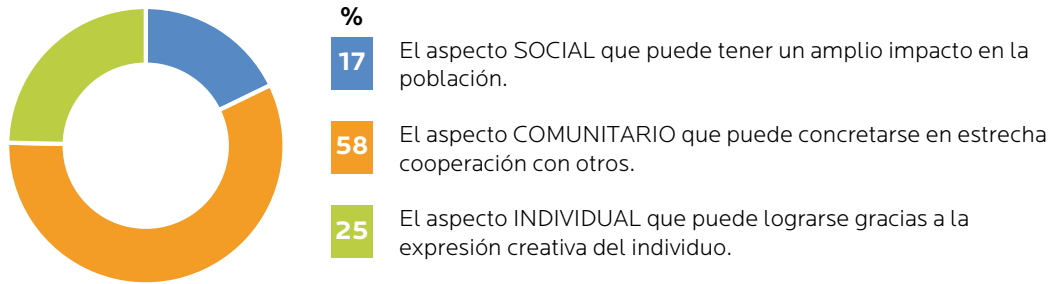 %
17
El aspecto SOCIAL que puede tener un amplio impacto en la
población.
58
El aspecto COMUNITARIO que puede concretarse en estrecha
cooperación con otros.
25
El aspecto INDIVIDUAL que puede lograrse gracias a la
expresión creativa del individuo.